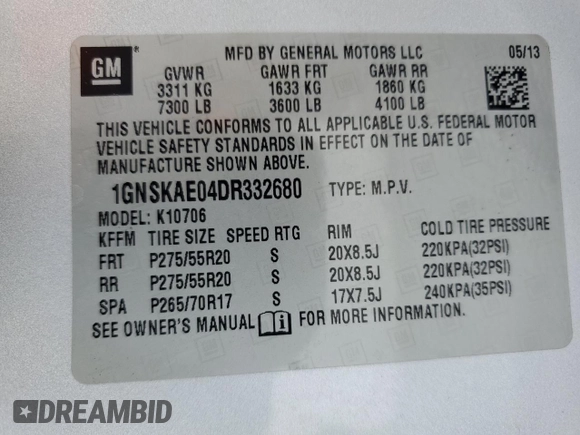 GM
MFD BY GENERAL MOTORS LLC 05/13
GVWR GAWR FRT GAWR RR
3311 KG 1633 KG 1860 KG
7300 LB 3600 LB 4100 LB
THIS VEHICLE CONFORMS TO ALL APPLICABLE U.S. FEDERAL MOTOR
VEHICLE SAFETY STANDARDS IN EFFECT ON THE DATE OF
MANUFACTURE SHOWN ABOVE.
1GNSKAE04DR332680 TYPE: M.P.V.
MODEL: K10706
KFFM TIRE SIZE SPEED RTG RIM COLD TIRE PRESSURE
FRT P275/55R20 S 20X8.5J 220KPA(32PSI)
RR P275/55R20 S 20X8.5J 220KPA(32PSI)
SPA P265/70R17 S 17X7.5J 240KPA(35PSI)
SEE OWNER'S MANUAL i FOR MORE INFORMATION.
DREAMBID